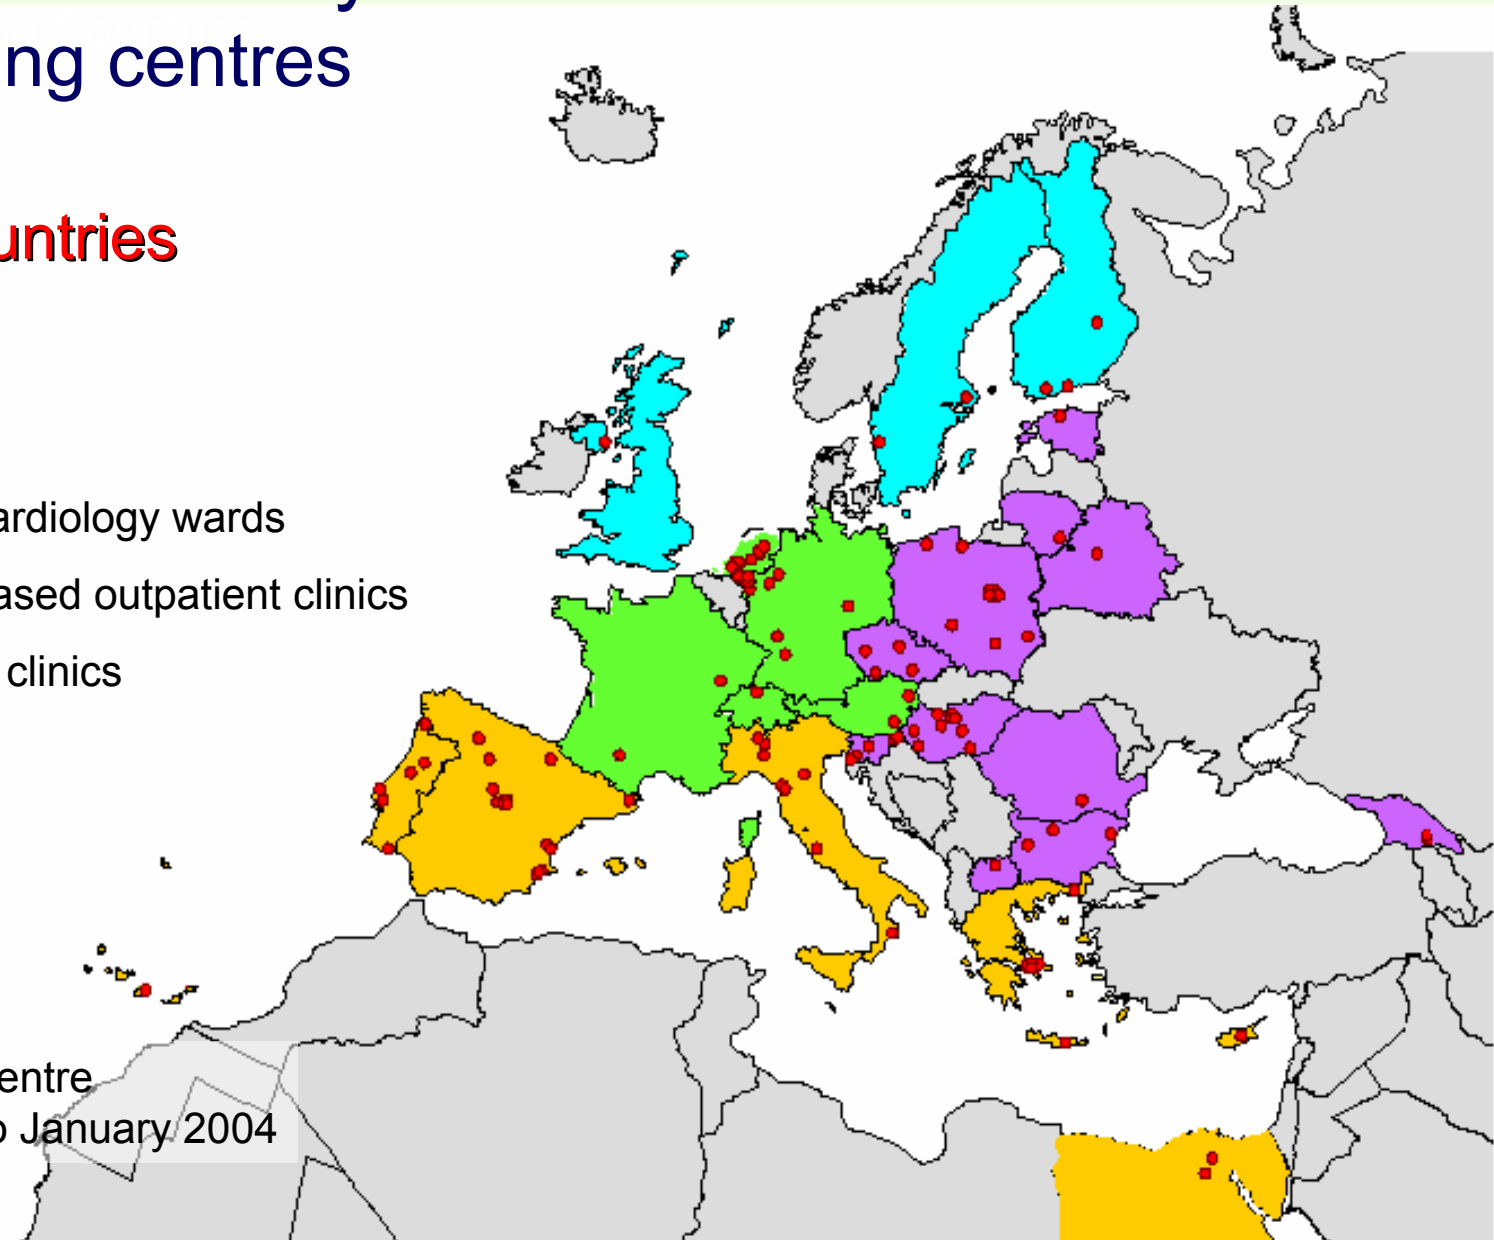 ng centres
untries
ardiology wards
ased outpatient clinics
clinics
entre
o January 2004